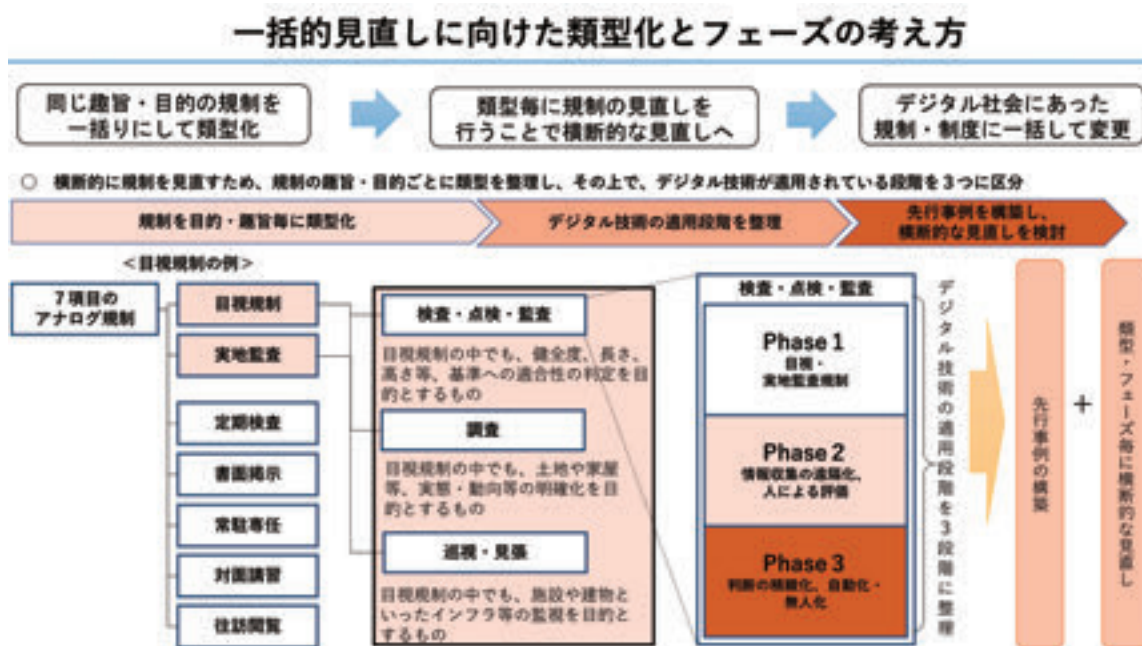 一括的見直しに向けた類型化とフェーズの考え方
同じ趣旨・目的の規制を
一括りにして類型化
類型毎に規制の見直しを
行うことで横断的な見直しへ
デジタル社会にあった
規制・制度に一括して変更
○ 横断的に規制を見直すため、規制の趣旨・目的ごとに類型を整理し、その上で、デジタル技術が適用されている段階を3つに区分
規制を目的・趣旨毎に類型化
デジタル技術の適用段階を整理
先行事例を構築し、
横断的な見直しを検討
<目視規制の例>
7項目の
アナログ規制
目視規制
実地監査
定期検査
書面掲示
常駐専任
対面講習
往訪閲覧
検査・点検・監査
目視規制の中でも、健全度、長さ、
高さ等、基準への適合性の判定を目
的とするもの
調査
目視規制の中でも、土地や家屋
等、実態・動向等の明確化を目
的とするもの
巡視・見張
目視規制の中でも、施設や建物と
いったインフラ等の監視を目的と
するもの
検査・点検・監査
Phase 1
目視・
実地監査規制
Phase 2
情報収集の遠隔化、
人による評価
Phase 3
判断の精緻化、自動化・
無人化
デジタル技術の適用段階を3段階に整理
先行事例の構築
+
類型・フェーズ毎に横断的な見直し